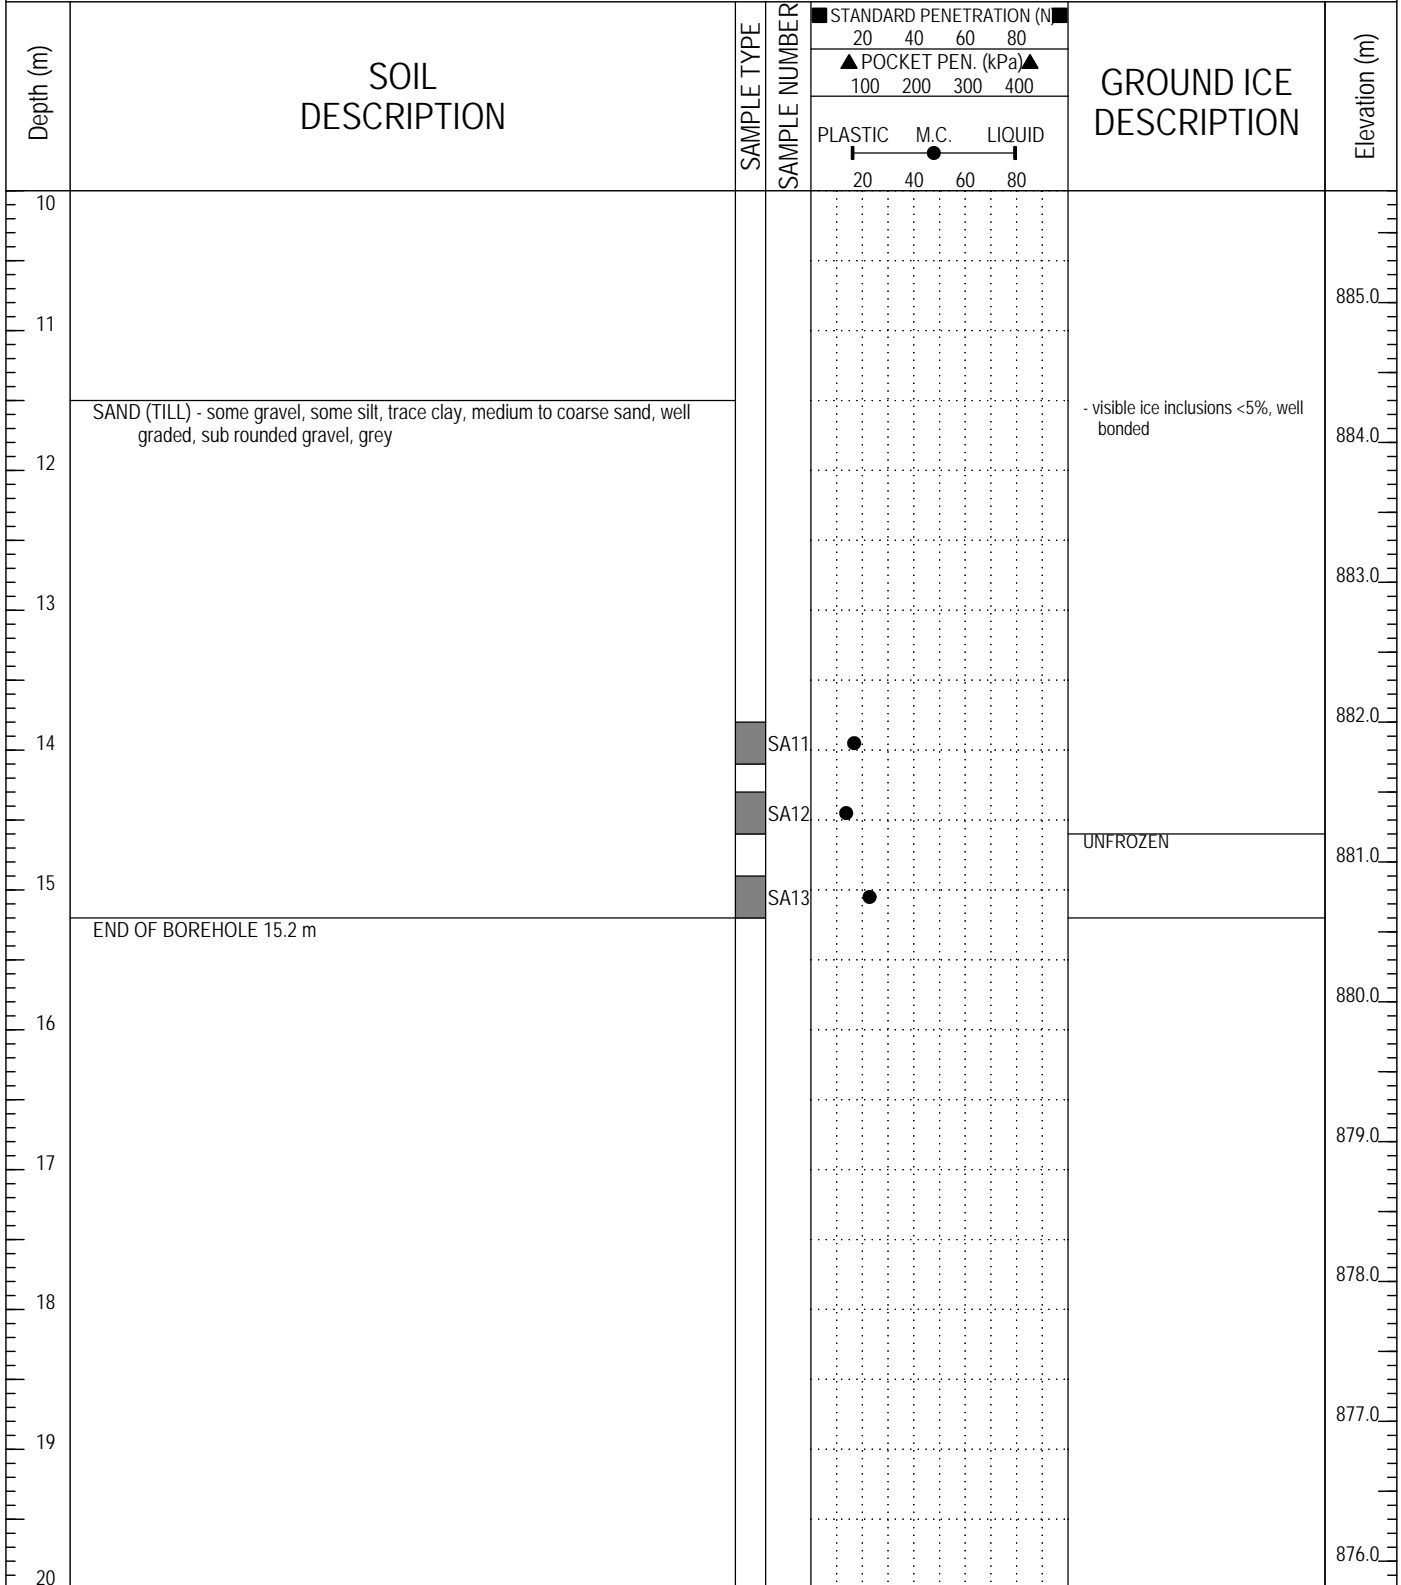 Depth (m)
SOIL
DESCRIPTION
SAMPLE TYPE
SAMPLE NUMBER
STANDARD PENETRATION (N)
20 40 60 80
POCKET PEN. (kPa)
100 200 300 400
PLASTIC M.C. LIQUID
20 40 60 80
GROUND ICE
DESCRIPTION
Elevation (m)
10
885.0
11
SAND (TILL) - some gravel, some silt, trace clay, medium to coarse sand, well
graded, sub rounded gravel, grey
- visible ice inclusions <5%, well
bonded
884.0
12
883.0
13
882.0
14
SA11
SA12
UNFROZEN
881.0
15
SA13
END OF BOREHOLE 15.2 m
880.0
16
879.0
17
878.0
18
877.0
19
876.0
20